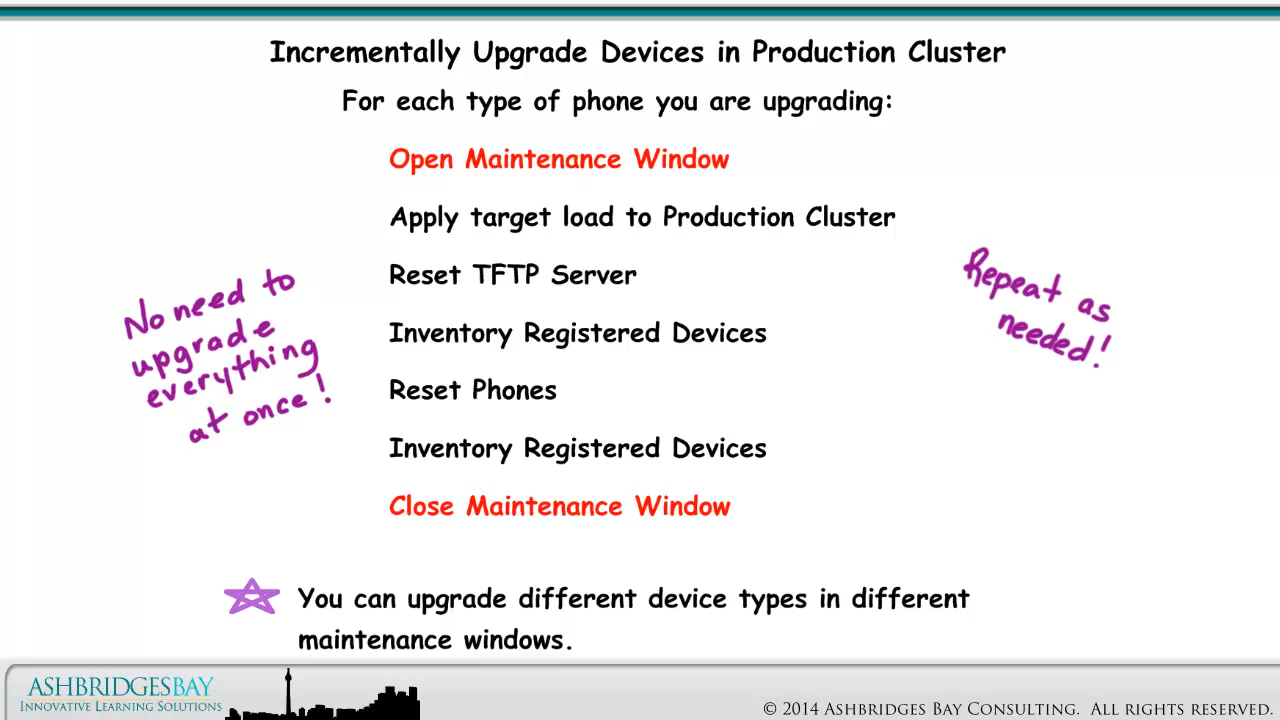 Incrementally Upgrade Devices in Production Cluster
For each type of phone you are upgrading:
Open Maintenance Window
Apply target load to Production Cluster
Reset TFTP Server
Inventory Registered Devices
Reset Phones
Inventory Registered Devices
Close Maintenance Window
No need to
upgrade
everything
at once!
Repeat as
needed!
You can upgrade different device types in different
maintenance windows.
ASHBRIDGESBAY
INNOVATIVE LEARNING SOLUTIONS
© 2014 ASHBRIDGES BAY CONSULTING. ALL RIGHTS RESERVED.